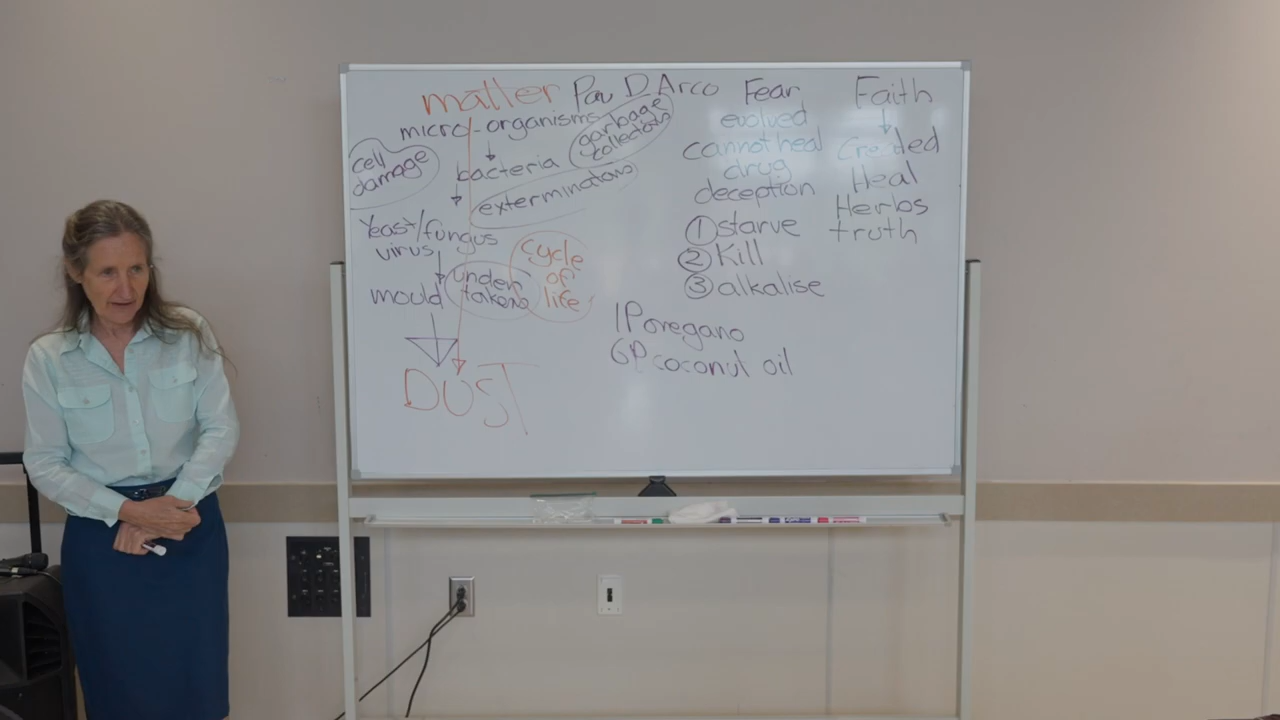 matter Pau D Arco
micro-organisms
garbage
collectors
cell
damage
bacteria
exterminators
Yeast/fungus
virus
cycle
of
life
mould
under
takers
DUST
Fear
evolved
cannot heal
drug
deception
① starve
② Kill
③ alkalise
Faith
Created
Heal
Herbs
truth
1P oregano
6P coconut oil